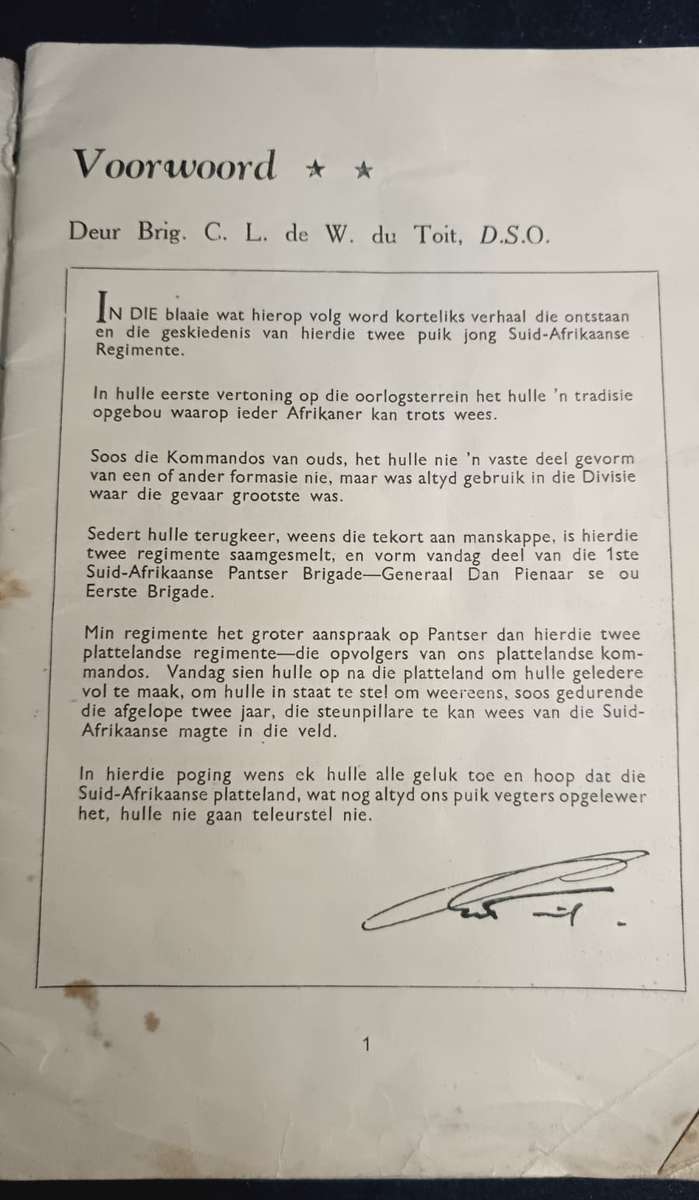 Voorwoord ★ ★
Deur Brig. C. L. de W. du Toit, D.S.O.
IN DIE blaaie wat hierop volg word korteliks verhaal die ontstaan
en die geskiedenis van hierdie twee puik jong Suid-Afrikaanse
Regimente.
In hulle eerste vertoning op die oorlogsterrein het hulle 'n tradisie
opgebou waarop ieder Afrikaner kan trots wees.
Soos die Kommandos van ouds, het hulle nie 'n vaste deel gevorm
van een of ander formasie nie, maar was altyd gebruik in die Divisie
waar die gevaar grootste was.
Sedert hulle terugkeer, weens die tekort aan manskappe, is hierdie
twee regimente saamgesmelt, en vorm vandag deel van die 1ste
Suid-Afrikaanse Pantser Brigade—Generaal Dan Pienaar se ou
Eerste Brigade.
Min regimente het groter aanspraak op Pantser dan hierdie twee
plattelandse regimente—die opvolgers van ons plattelandse kom-
mandos. Vandag sien hulle op na die platteland om hulle geledere
vol te maak, om hulle in staat te stel om weereens, soos gedurende
die afgelope twee jaar, die steunpillare te kan wees van die Suid-
Afrikaanse magte in die veld.
In hierdie poging wens ek hulle alle geluk toe en hoop dat die
Suid-Afrikaanse platteland, wat nog altyd ons puik vegters opgelewer
het, hulle nie gaan teleurstel nie.
1